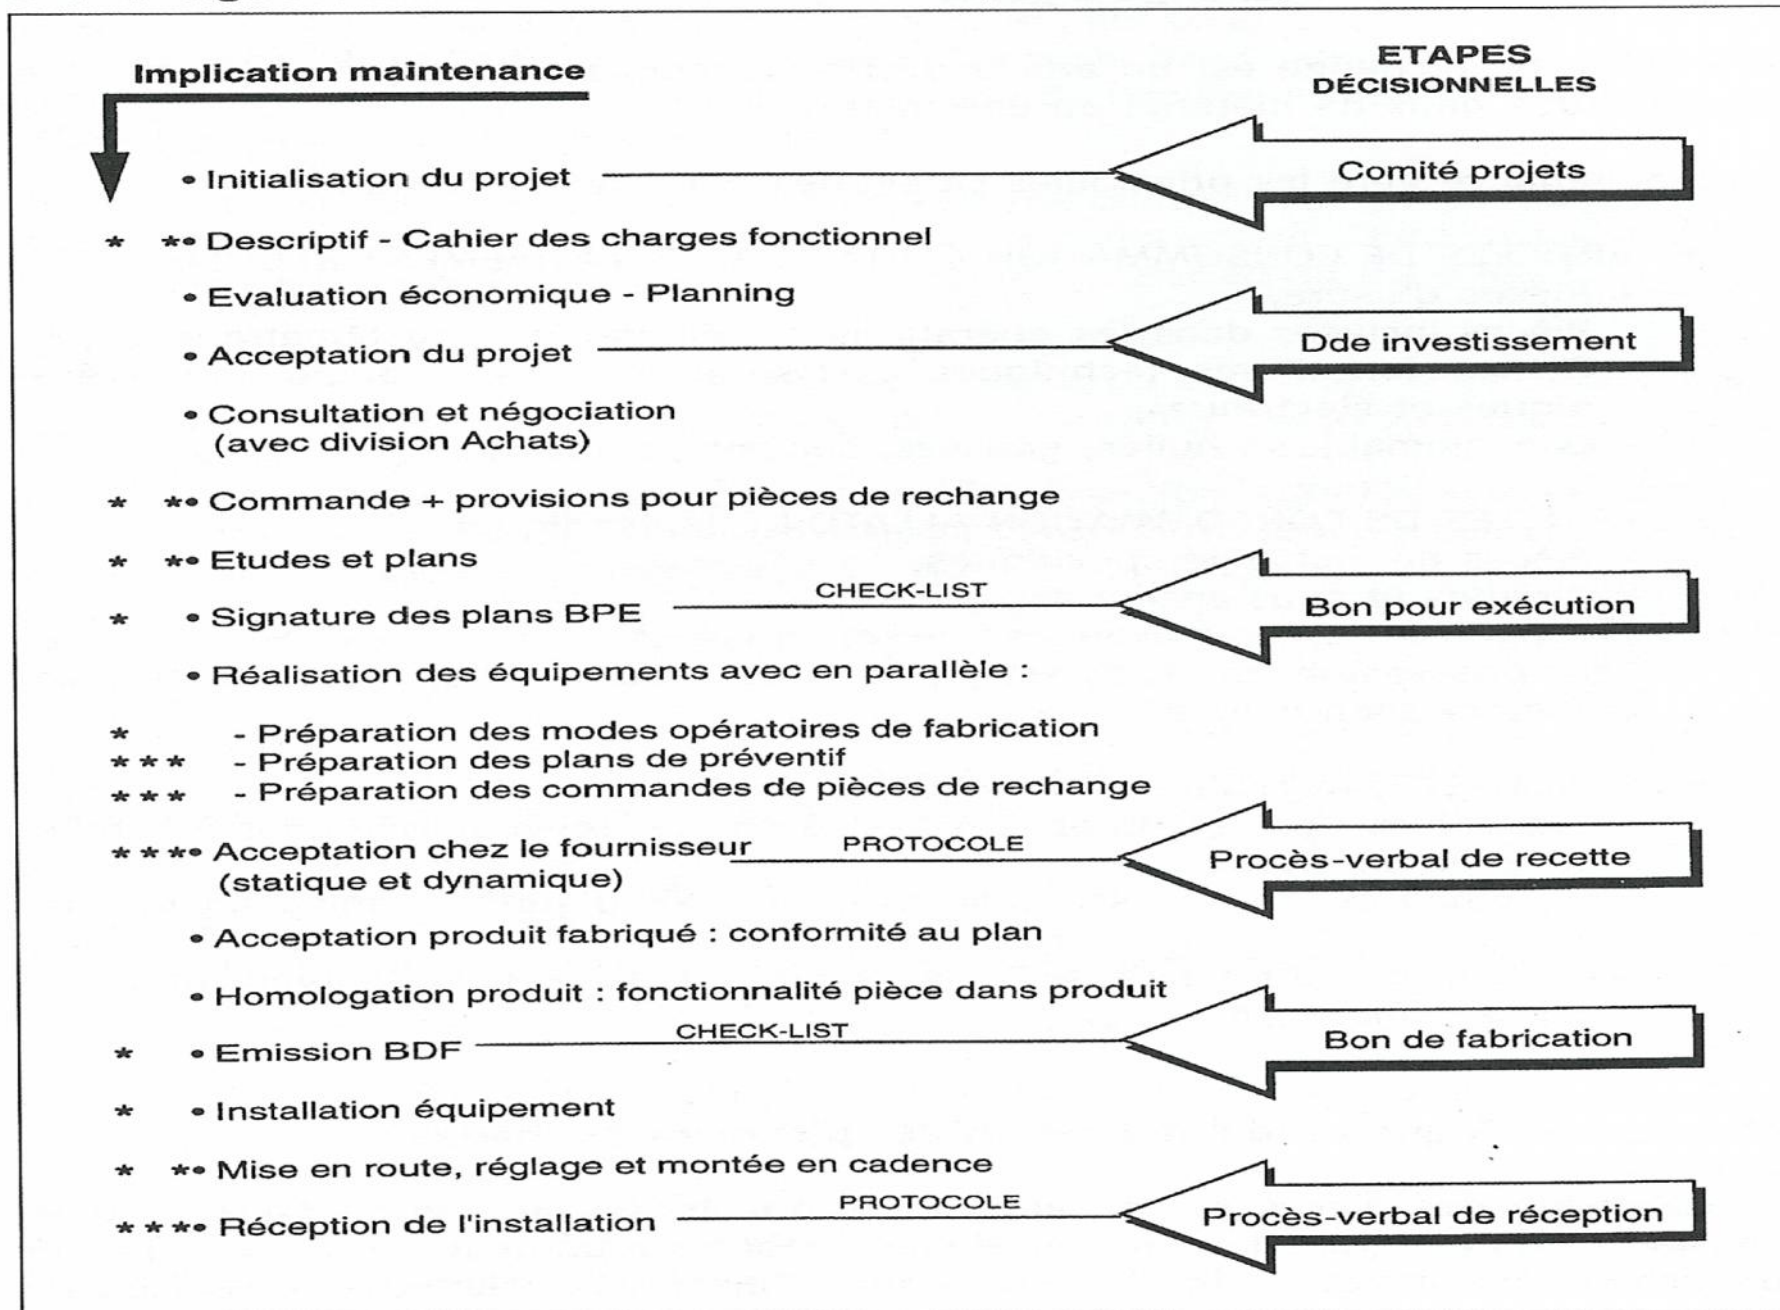 Implication maintenance
ETAPES
DÉCISIONNELLES
• Initialisation du projet
Comité projets
* *• Descriptif - Cahier des charges fonctionnel
• Evaluation économique - Planning
• Acceptation du projet
Dde investissement
• Consultation et négociation
(avec division Achats)
* *• Commande + provisions pour pièces de rechange
* *• Etudes et plans
* • Signature des plans BPE
CHECK-LIST
Bon pour exécution
• Réalisation des équipements avec en parallèle :
* - Préparation des modes opératoires de fabrication
*** - Préparation des plans de préventif
*** - Préparation des commandes de pièces de rechange
***• Acceptation chez le fournisseur
(statique et dynamique)
PROTOCOLE
Procès-verbal de recette
• Acceptation produit fabriqué : conformité au plan
• Homologation produit : fonctionnalité pièce dans produit
* • Emission BDF
CHECK-LIST
Bon de fabrication
* • Installation équipement
* *• Mise en route, réglage et montée en cadence
***• Réception de l'installation
PROTOCOLE
Procès-verbal de réception